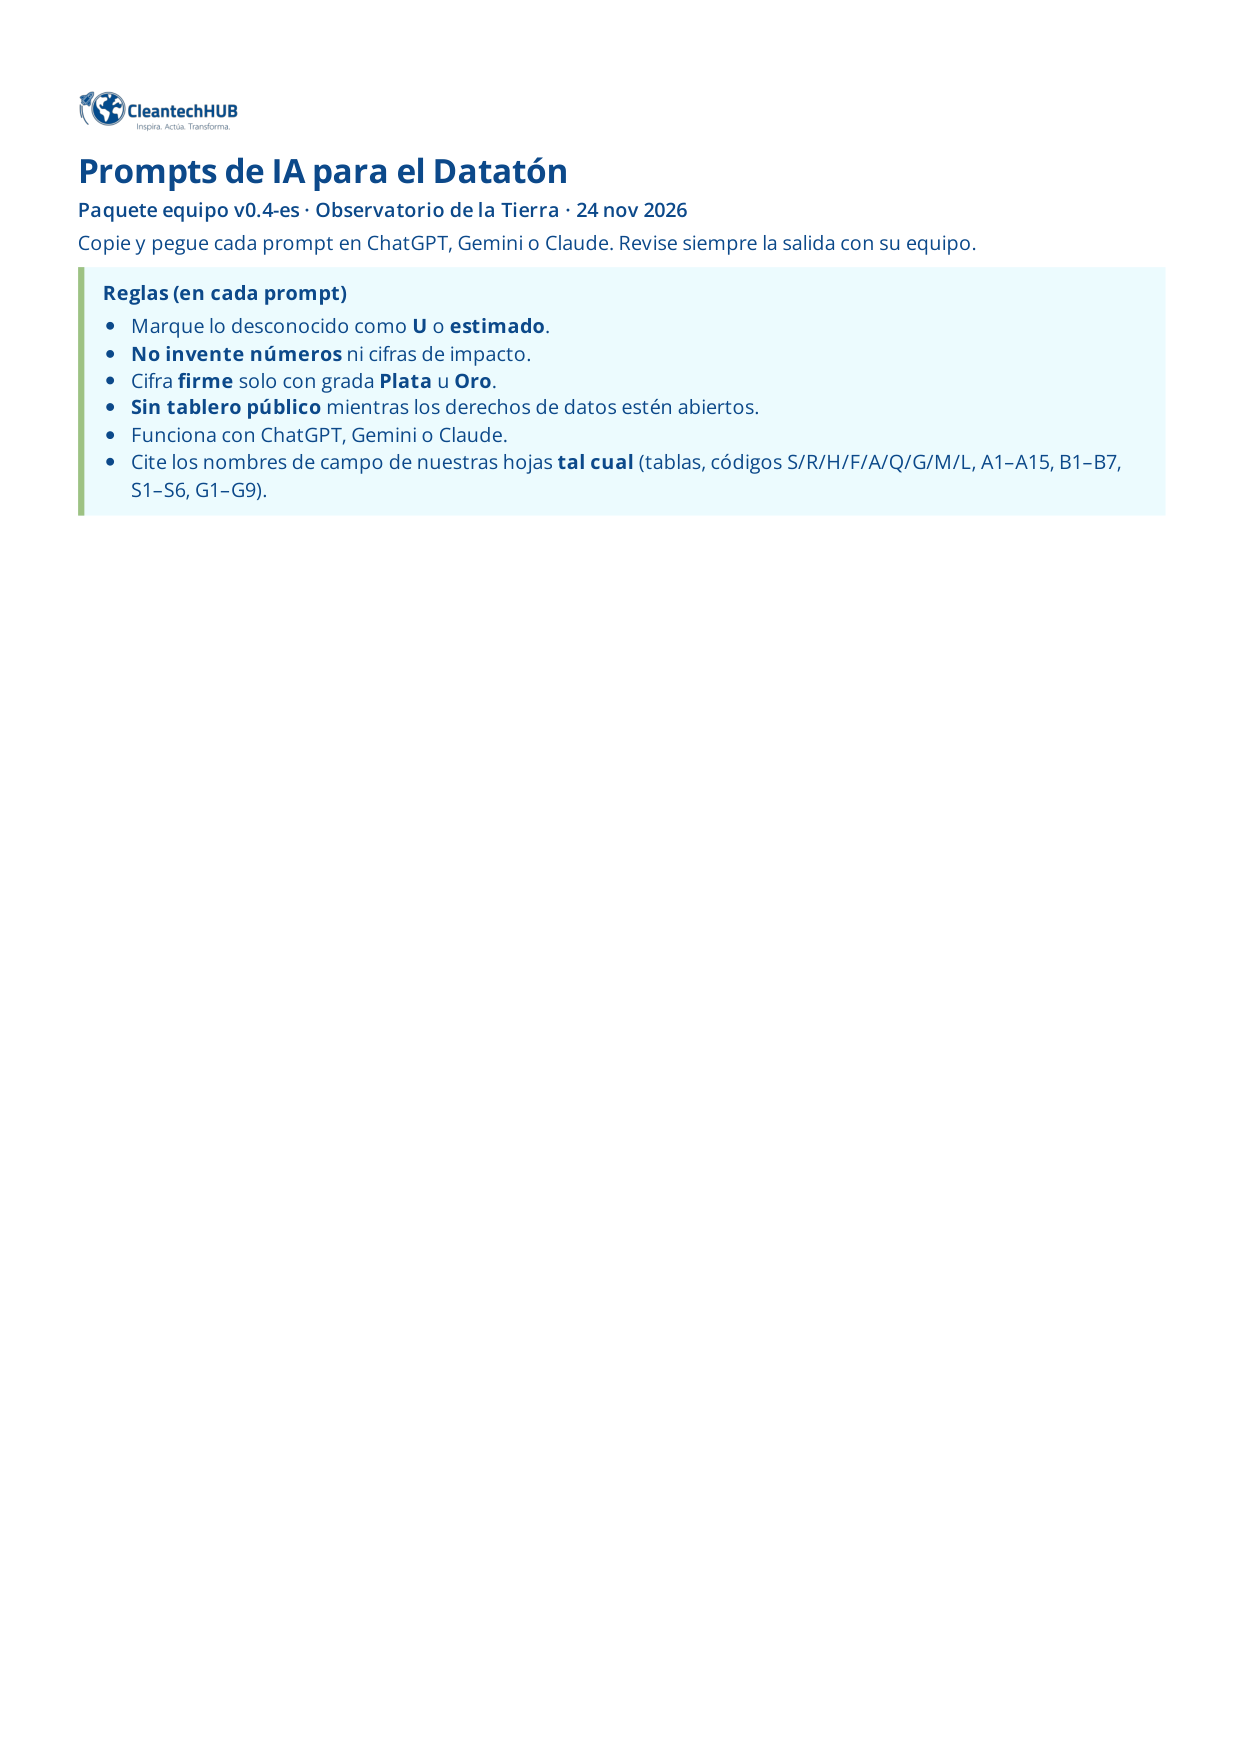 CleantechHUB
Inspira. Actúa. Transforma.
Prompts de IA para el Datatón
Paquete equipo v0.4-es · Observatorio de la Tierra · 24 nov 2026
Copie y pegue cada prompt en ChatGPT, Gemini o Claude. Revise siempre la salida con su equipo.
Reglas (en cada prompt)
• Marque lo desconocido como U o estimado.
• No invente números ni cifras de impacto.
• Cifra firme solo con grada Plata u Oro.
• Sin tablero público mientras los derechos de datos estén abiertos.
• Funciona con ChatGPT, Gemini o Claude.
• Cite los nombres de campo de nuestras hojas tal cual (tablas, códigos S/R/H/F/A/Q/G/M/L, A1–A15, B1–B7,
S1–S6, G1–G9).